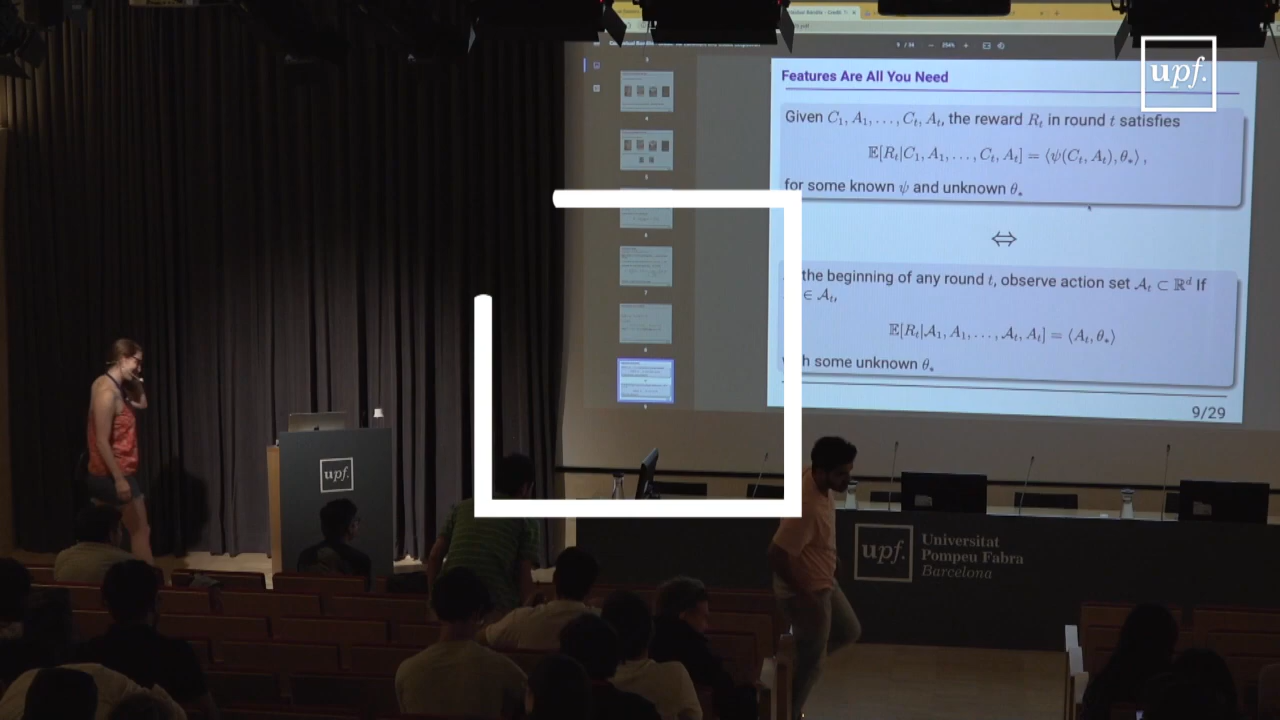 9 / 34 — 254% +
upf.
Features Are All You Need
Given C₁, A₁, . . . , Cₜ, Aₜ, the reward Rₜ in round t satisfies
𝔼[Rₜ|C₁, A₁, . . . , Cₜ, Aₜ] = ⟨ψ(Cₜ, Aₜ), θ⁎⟩ ,
for some known ψ and unknown θ⁎
⇔
the beginning of any round t, observe action set 𝒜ₜ ⊂ ℝᵈ If
∈ 𝒜ₜ,
𝔼[Rₜ|𝒜₁, A₁, . . . , 𝒜ₜ, Aₜ] = ⟨Aₜ, θ⁎⟩
h some unknown θ⁎
9/29
upf.
upf.
Universitat
Pompeu Fabra
Barcelona